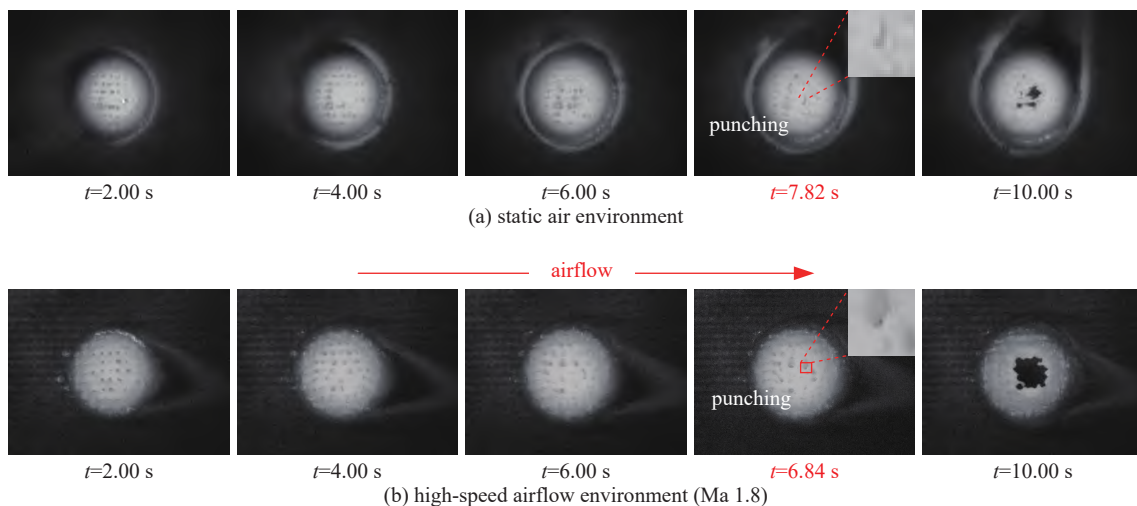 punching
t=2.00 s t=4.00 s t=6.00 s t=7.82 s t=10.00 s
(a) static air environment
airflow
punching
t=2.00 s t=4.00 s t=6.00 s t=6.84 s t=10.00 s
(b) high-speed airflow environment (Ma 1.8)